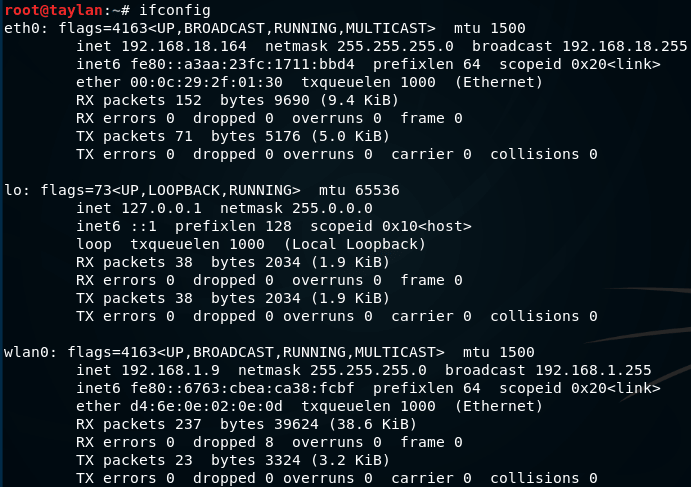 root@taylan:~# ifconfig
eth0: flags=4163<UP,BROADCAST,RUNNING,MULTICAST>  mtu 1500
        inet 192.168.18.164  netmask 255.255.255.0  broadcast 192.168.18.255
        inet6 fe80::a3aa:23fc:1711:bbd4  prefixlen 64  scopeid 0x20<link>
        ether 00:0c:29:2f:01:30  txqueuelen 1000  (Ethernet)
        RX packets 152  bytes 9690 (9.4 KiB)
        RX errors 0  dropped 0  overruns 0  frame 0
        TX packets 71  bytes 5176 (5.0 KiB)
        TX errors 0  dropped 0 overruns 0  carrier 0  collisions 0

lo: flags=73<UP,LOOPBACK,RUNNING>  mtu 65536
        inet 127.0.0.1  netmask 255.0.0.0
        inet6 ::1  prefixlen 128  scopeid 0x10<host>
        loop  txqueuelen 1000  (Local Loopback)
        RX packets 38  bytes 2034 (1.9 KiB)
        RX errors 0  dropped 0  overruns 0  frame 0
        TX packets 38  bytes 2034 (1.9 KiB)
        TX errors 0  dropped 0 overruns 0  carrier 0  collisions 0

wlan0: flags=4163<UP,BROADCAST,RUNNING,MULTICAST>  mtu 1500
        inet 192.168.1.9  netmask 255.255.255.0  broadcast 192.168.1.255
        inet6 fe80::6763:cbea:ca38:fcbf  prefixlen 64  scopeid 0x20<link>
        ether d4:6e:0e:02:0e:0d  txqueuelen 1000  (Ethernet)
        RX packets 237  bytes 39624 (38.6 KiB)
        RX errors 0  dropped 8  overruns 0  frame 0
        TX packets 23  bytes 3324 (3.2 KiB)
        TX errors 0  dropped 0 overruns 0  carrier 0  collisions 0